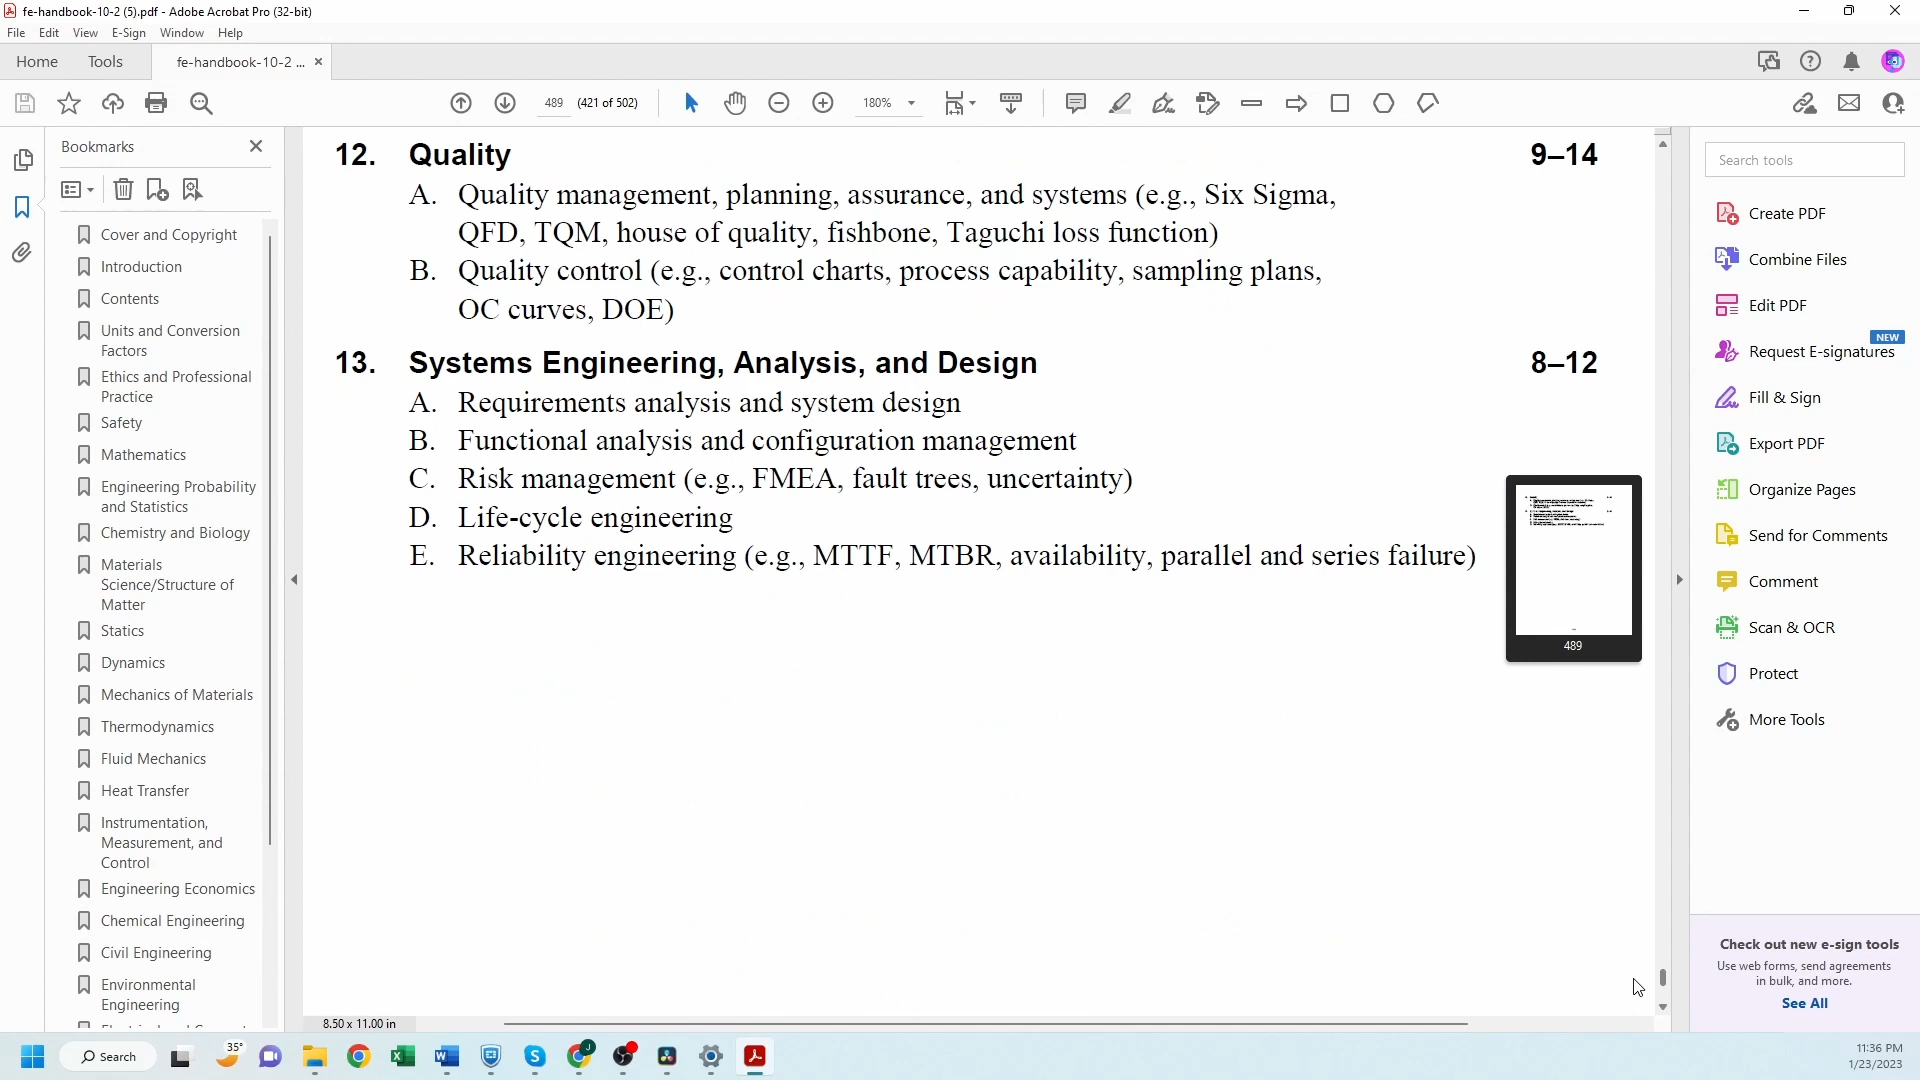 fe-handbook-10-2 (5).pdf - Adobe Acrobat Pro (32-bit)
File Edit View E-Sign Window Help
Home Tools fe-handbook-10-2 ...
489 (421 of 502) 180%
Bookmarks
Cover and Copyright
Introduction
Contents
Units and Conversion
Factors
Ethics and Professional
Practice
Safety
Mathematics
Engineering Probability
and Statistics
Chemistry and Biology
Materials
Science/Structure of
Matter
Statics
Dynamics
Mechanics of Materials
Thermodynamics
Fluid Mechanics
Heat Transfer
Instrumentation,
Measurement, and
Control
Engineering Economics
Chemical Engineering
Civil Engineering
Environmental
Engineering
12. Quality 9–14
A. Quality management, planning, assurance, and systems (e.g., Six Sigma,
QFD, TQM, house of quality, fishbone, Taguchi loss function)
B. Quality control (e.g., control charts, process capability, sampling plans,
OC curves, DOE)
13. Systems Engineering, Analysis, and Design 8–12
A. Requirements analysis and system design
B. Functional analysis and configuration management
C. Risk management (e.g., FMEA, fault trees, uncertainty)
D. Life-cycle engineering
E. Reliability engineering (e.g., MTTF, MTBR, availability, parallel and series failure)
489
8.50 x 11.00 in
Search tools
Create PDF
Combine Files
Edit PDF
NEW
Request E-signatures
Fill & Sign
Export PDF
Organize Pages
Send for Comments
Comment
Scan & OCR
Protect
More Tools
Check out new e-sign tools
Use web forms, send agreements
in bulk, and more.
See All
Search
35°
J
11:36 PM
1/23/2023